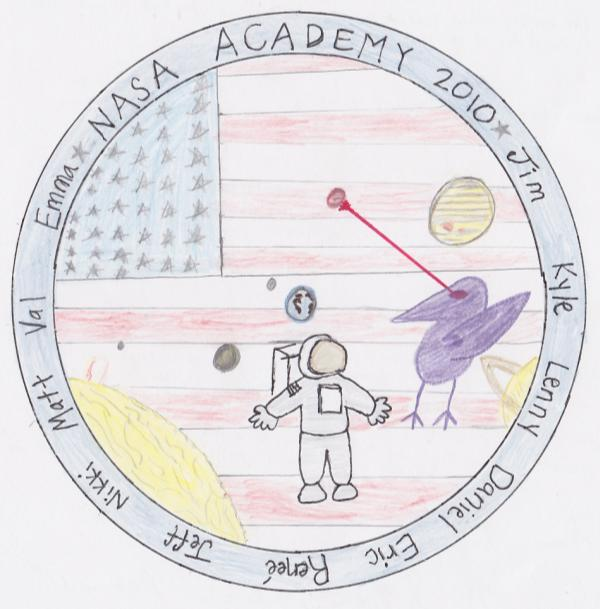 NASA ACADEMY 2010
Jim
Kyle
Lenny
Daniel
Eric
Reneé
Jeff
Nikki
Matt
Val
Emma